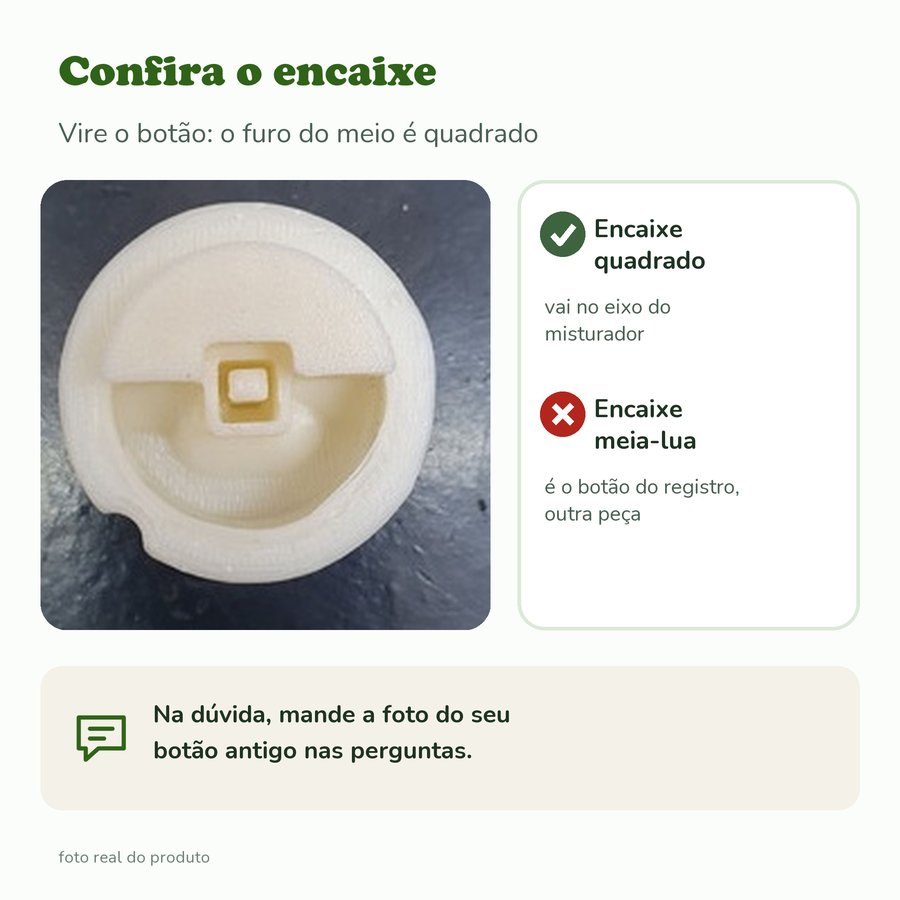 Confira o encaixe
Vire o botão: o furo do meio é quadrado
Encaixe
quadrado
vai no eixo do
misturador
Encaixe
meia-lua
é o botão do registro,
outra peça
Na dúvida, mande a foto do seu
botão antigo nas perguntas.
foto real do produto